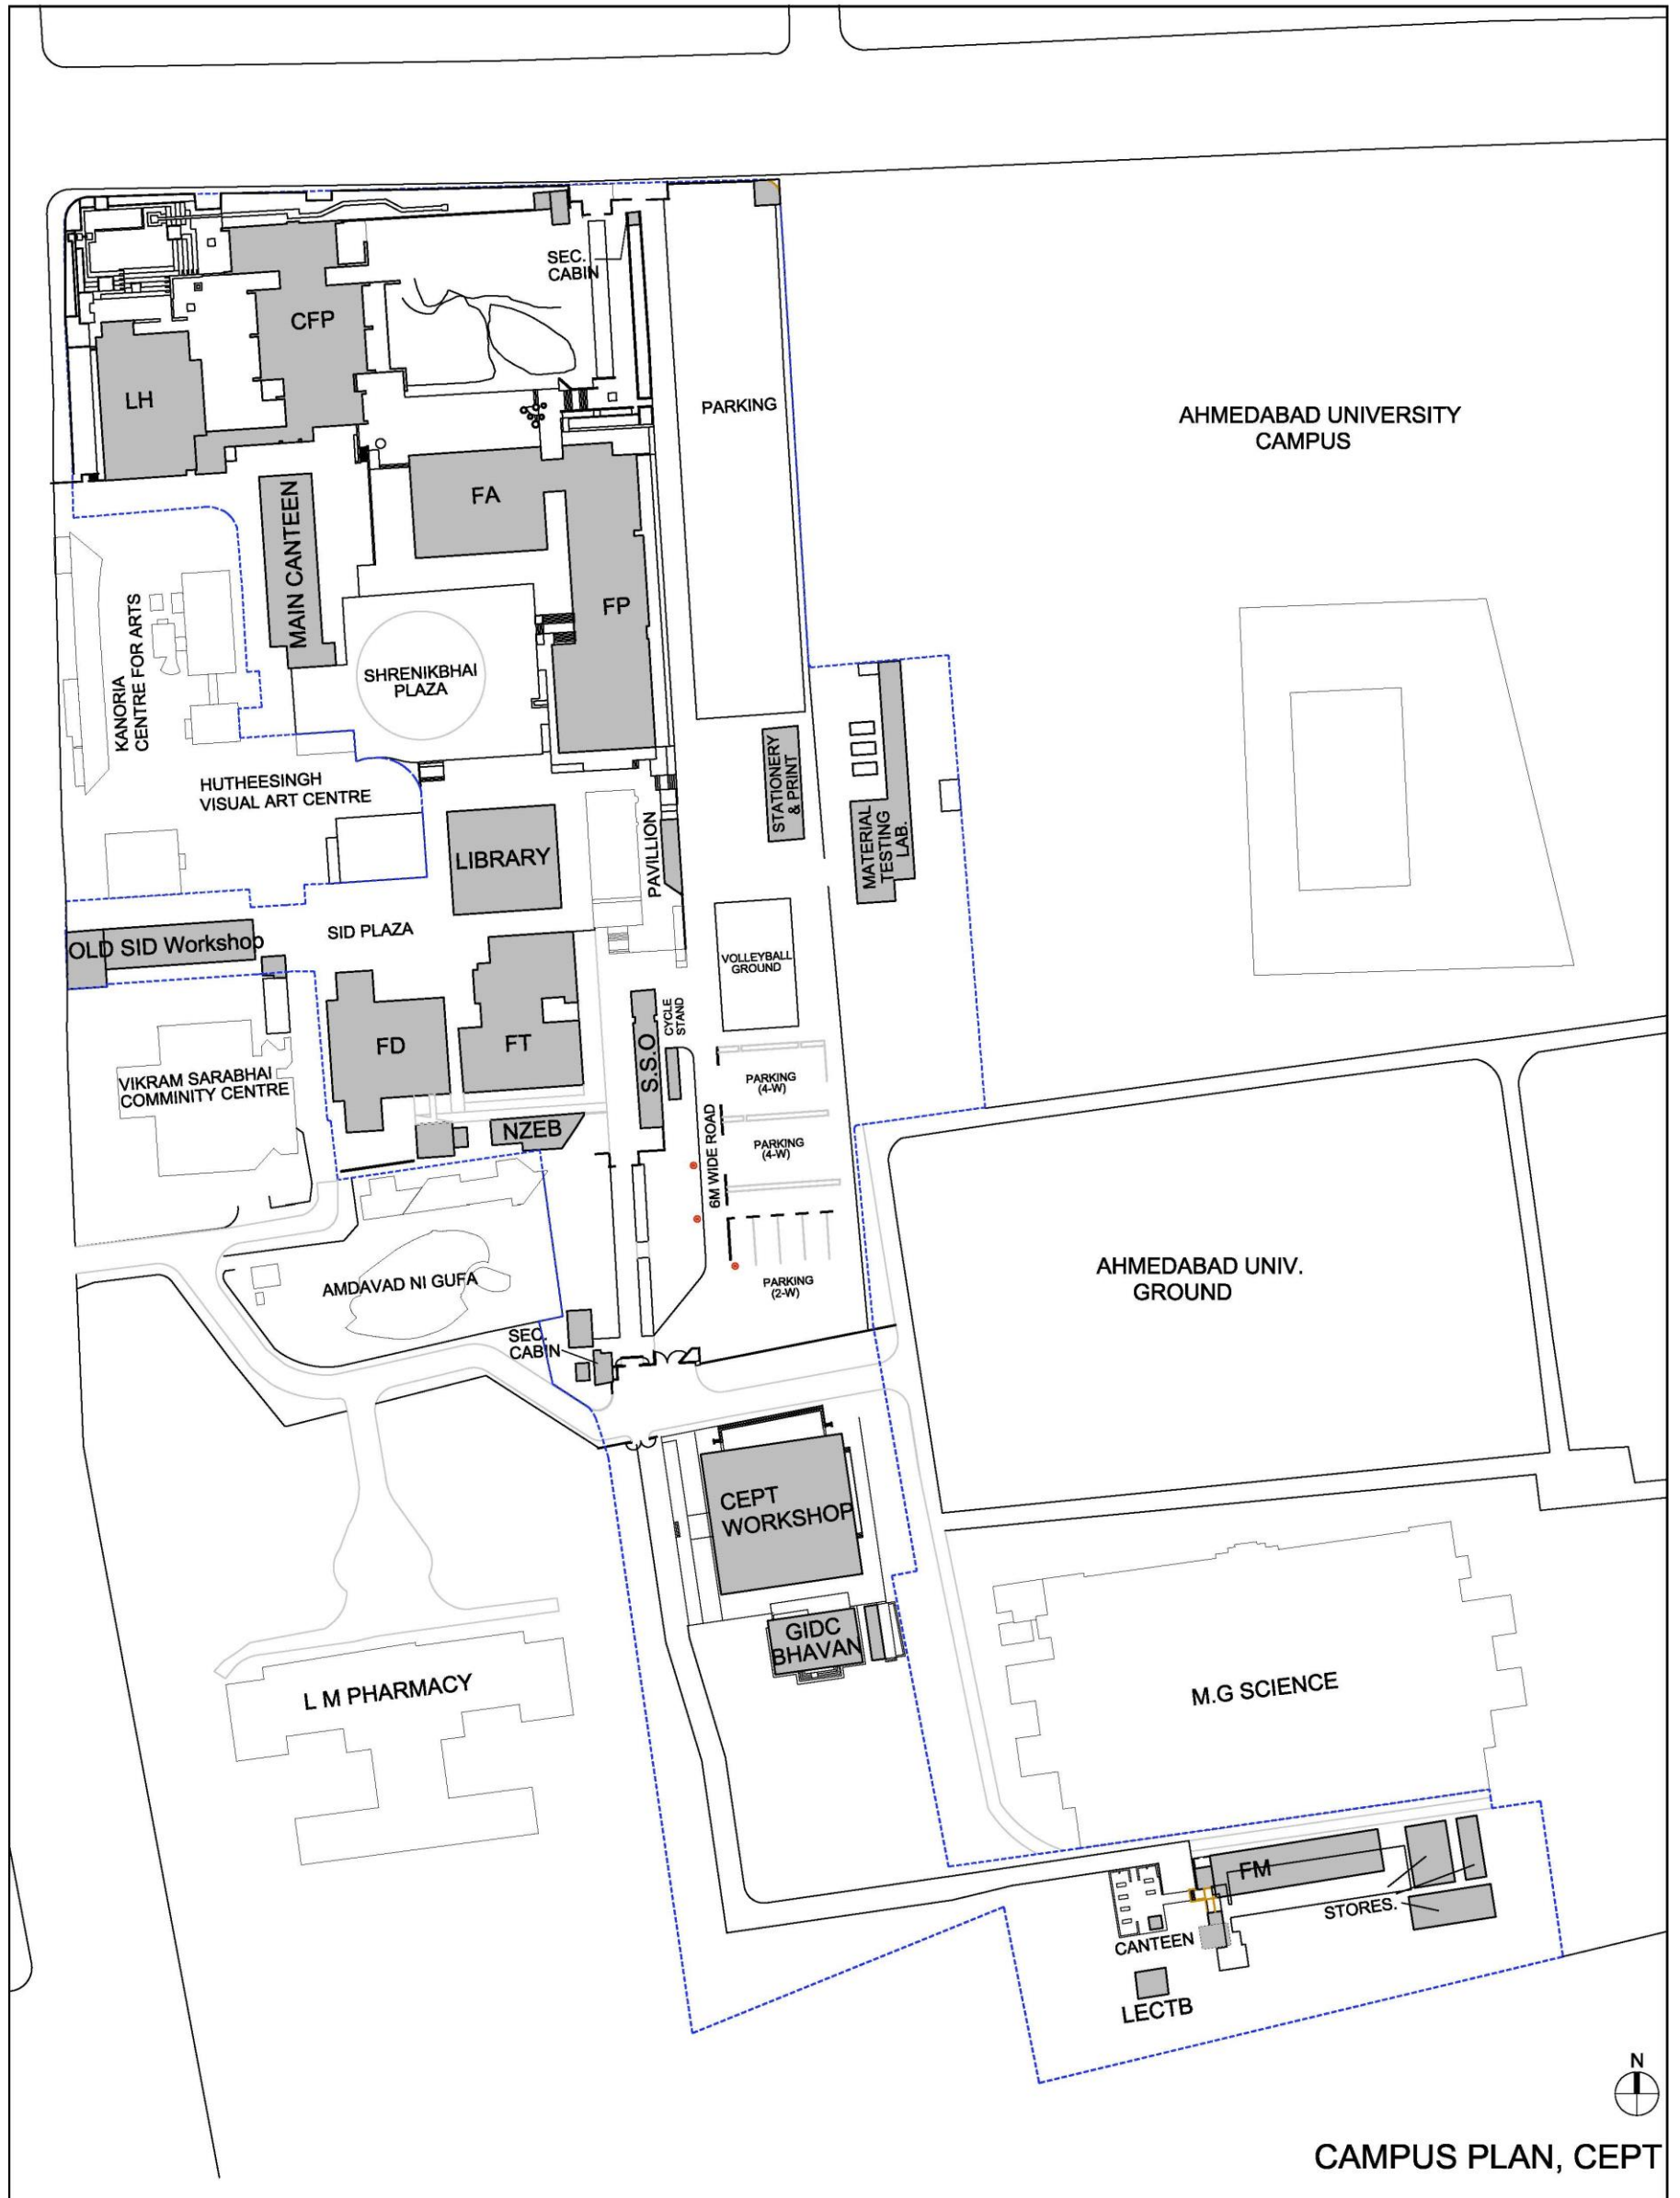 SEC.
CABIN
CFP
LH
PARKING
AHMEDABAD UNIVERSITY
CAMPUS
FA
MAIN CANTEEN
FP
KANORIA
CENTRE FOR ARTS
SHRENIKBHAI
PLAZA
HUTHEESINGH
VISUAL ART CENTRE
STATIONERY
& PRINT
MATERIAL
TESTING
LAB.
LIBRARY
PAVILLION
OLD SID Workshop
SID PLAZA
VOLLEYBALL
GROUND
CYCLE
STAND
S.S.O
FD
FT
VIKRAM SARABHAI
COMMINITY CENTRE
PARKING
(4-W)
NZEB
6M WIDE ROAD
PARKING
(4-W)
AMDAVAD NI GUFA
PARKING
(2-W)
AHMEDABAD UNIV.
GROUND
SEC.
CABIN
CEPT
WORKSHOP
GIDC
BHAVAN
L M PHARMACY
M.G SCIENCE
FM
STORES.
CANTEEN
LECTB
N
CAMPUS PLAN, CEPT